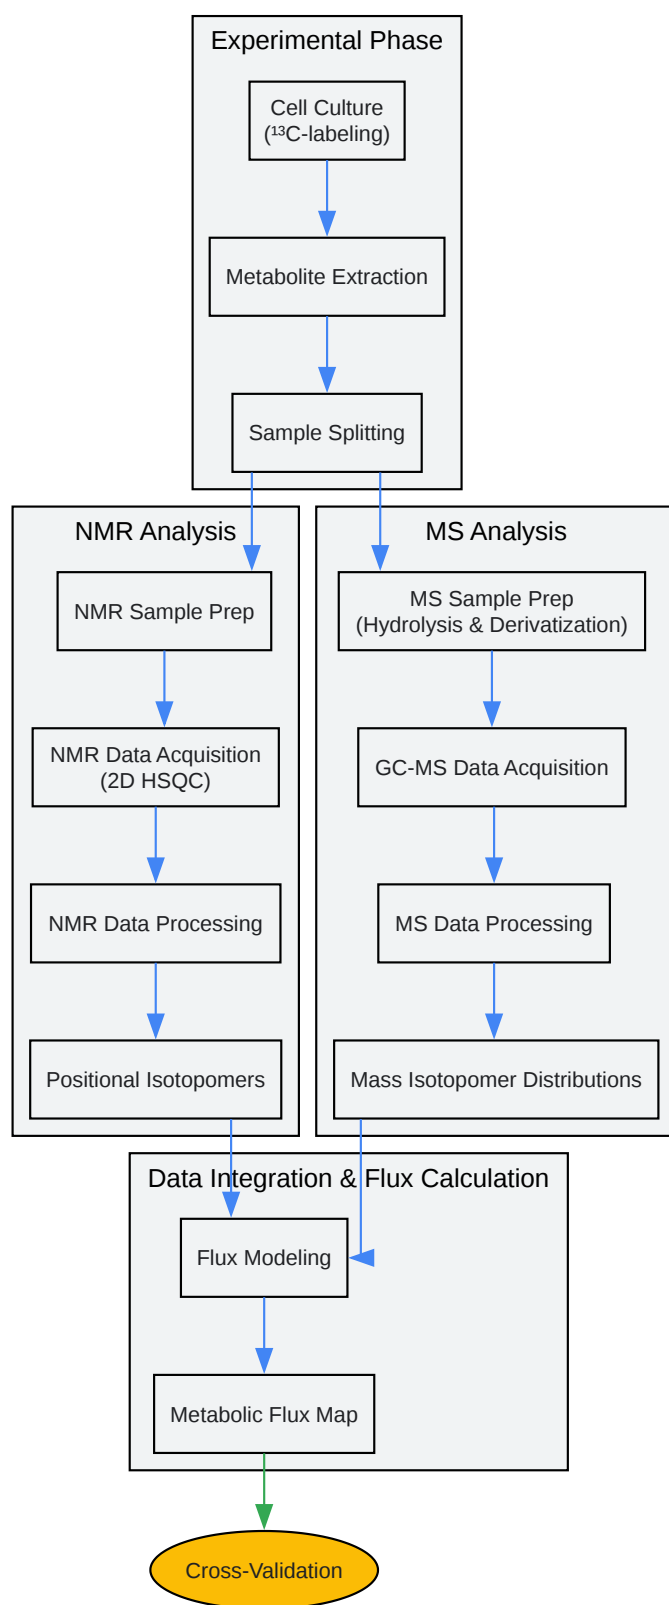 Experimental Phase
Cell Culture
(¹³C-labeling)
Metabolite Extraction
Sample Splitting
NMR Analysis
NMR Sample Prep
NMR Data Acquisition
(2D HSQC)
NMR Data Processing
Positional Isotopomers
MS Analysis
MS Sample Prep
(Hydrolysis & Derivatization)
GC-MS Data Acquisition
MS Data Processing
Mass Isotopomer Distributions
Data Integration & Flux Calculation
Flux Modeling
Metabolic Flux Map
Cross-Validation